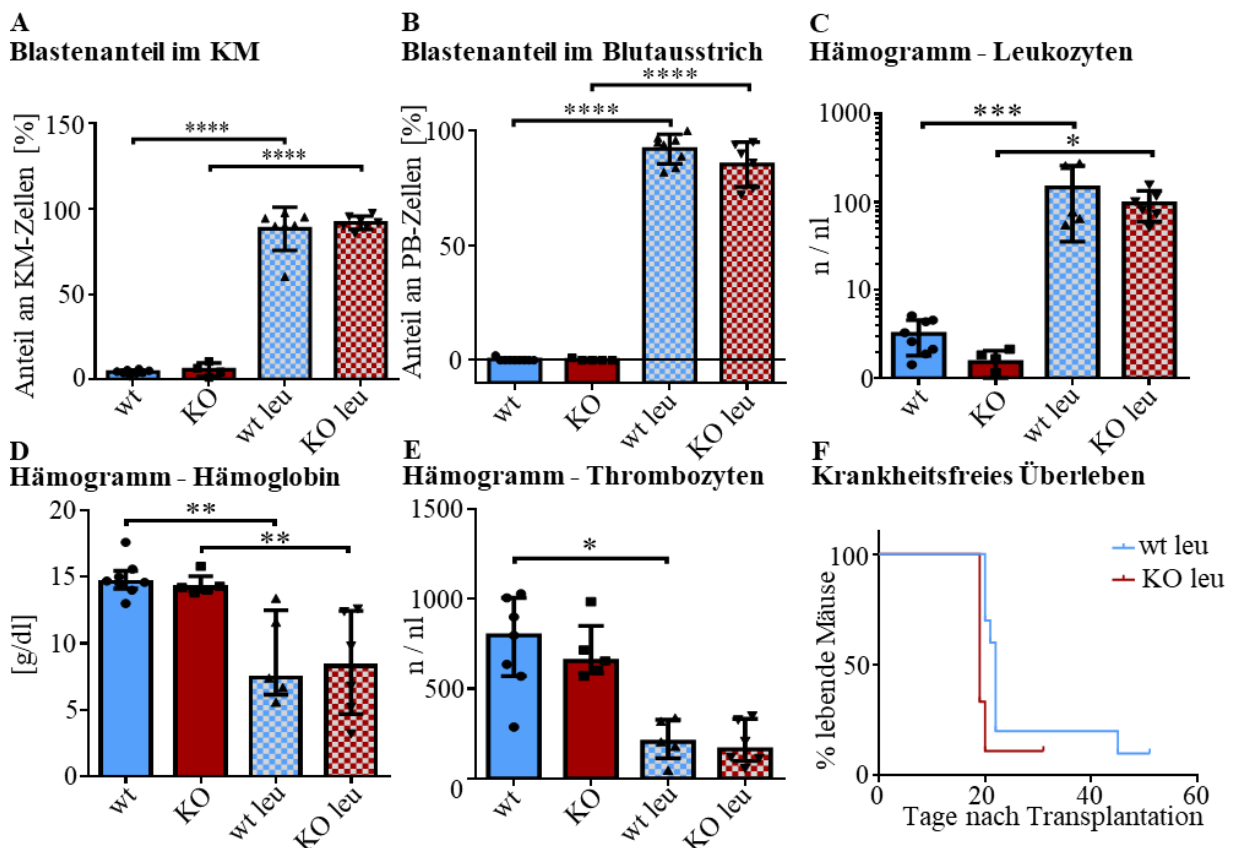 A
Blastenanteil im KM
Anteil an KM-Zellen [%]
150
100
50
0
****
****
wt
KO
wt leu
KO leu
B
Blastenanteil im Blutausstrich
Anteil an PB-Zellen [%]
100
50
0
****
****
wt
KO
wt leu
KO leu
C
Hämogramm - Leukozyten
n / nl
1000
100
10
0
***
*
wt
KO
wt leu
KO leu
D
Hämogramm - Hämoglobin
[g/dl]
20
15
10
5
0
**
**
wt
KO
wt leu
KO leu
E
Hämogramm - Thrombozyten
n / nl
1500
1000
500
0
*
wt
KO
wt leu
KO leu
F
Krankheitsfreies Überleben
% lebende Mäuse
100
50
0
20
40
60
wt leu
KO leu
Tage nach Transplantation